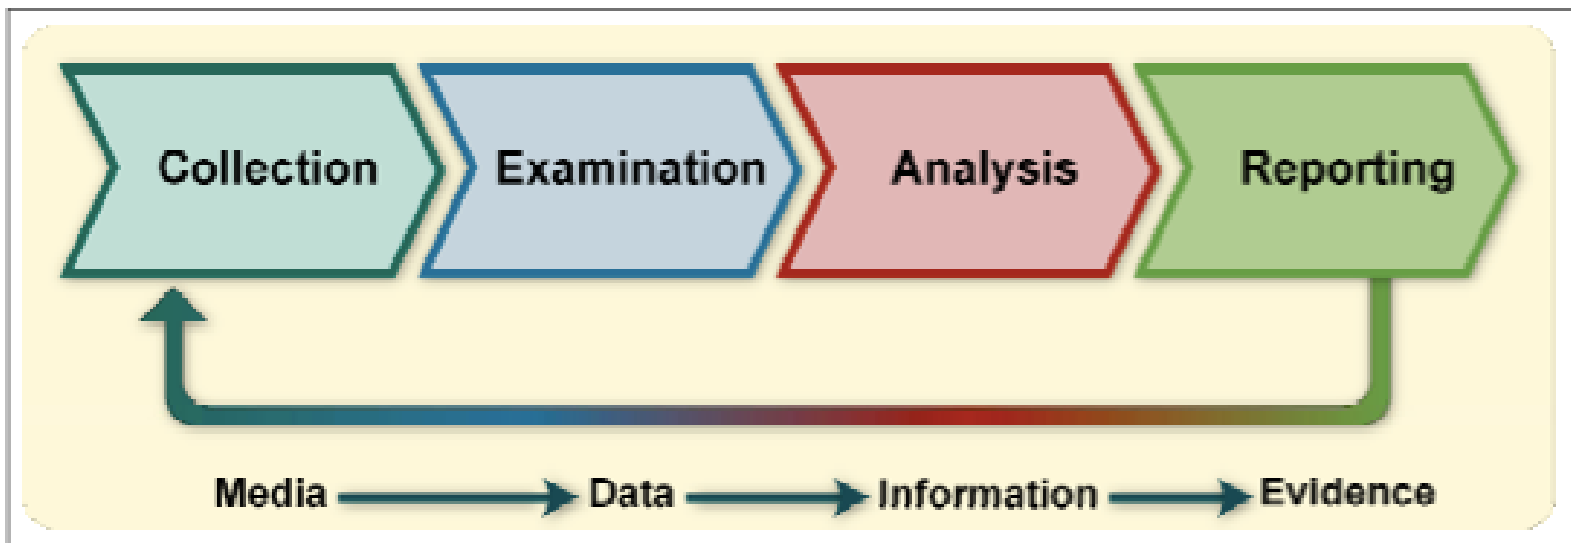 Collection Examination Analysis Reporting
Media Data Information Evidence